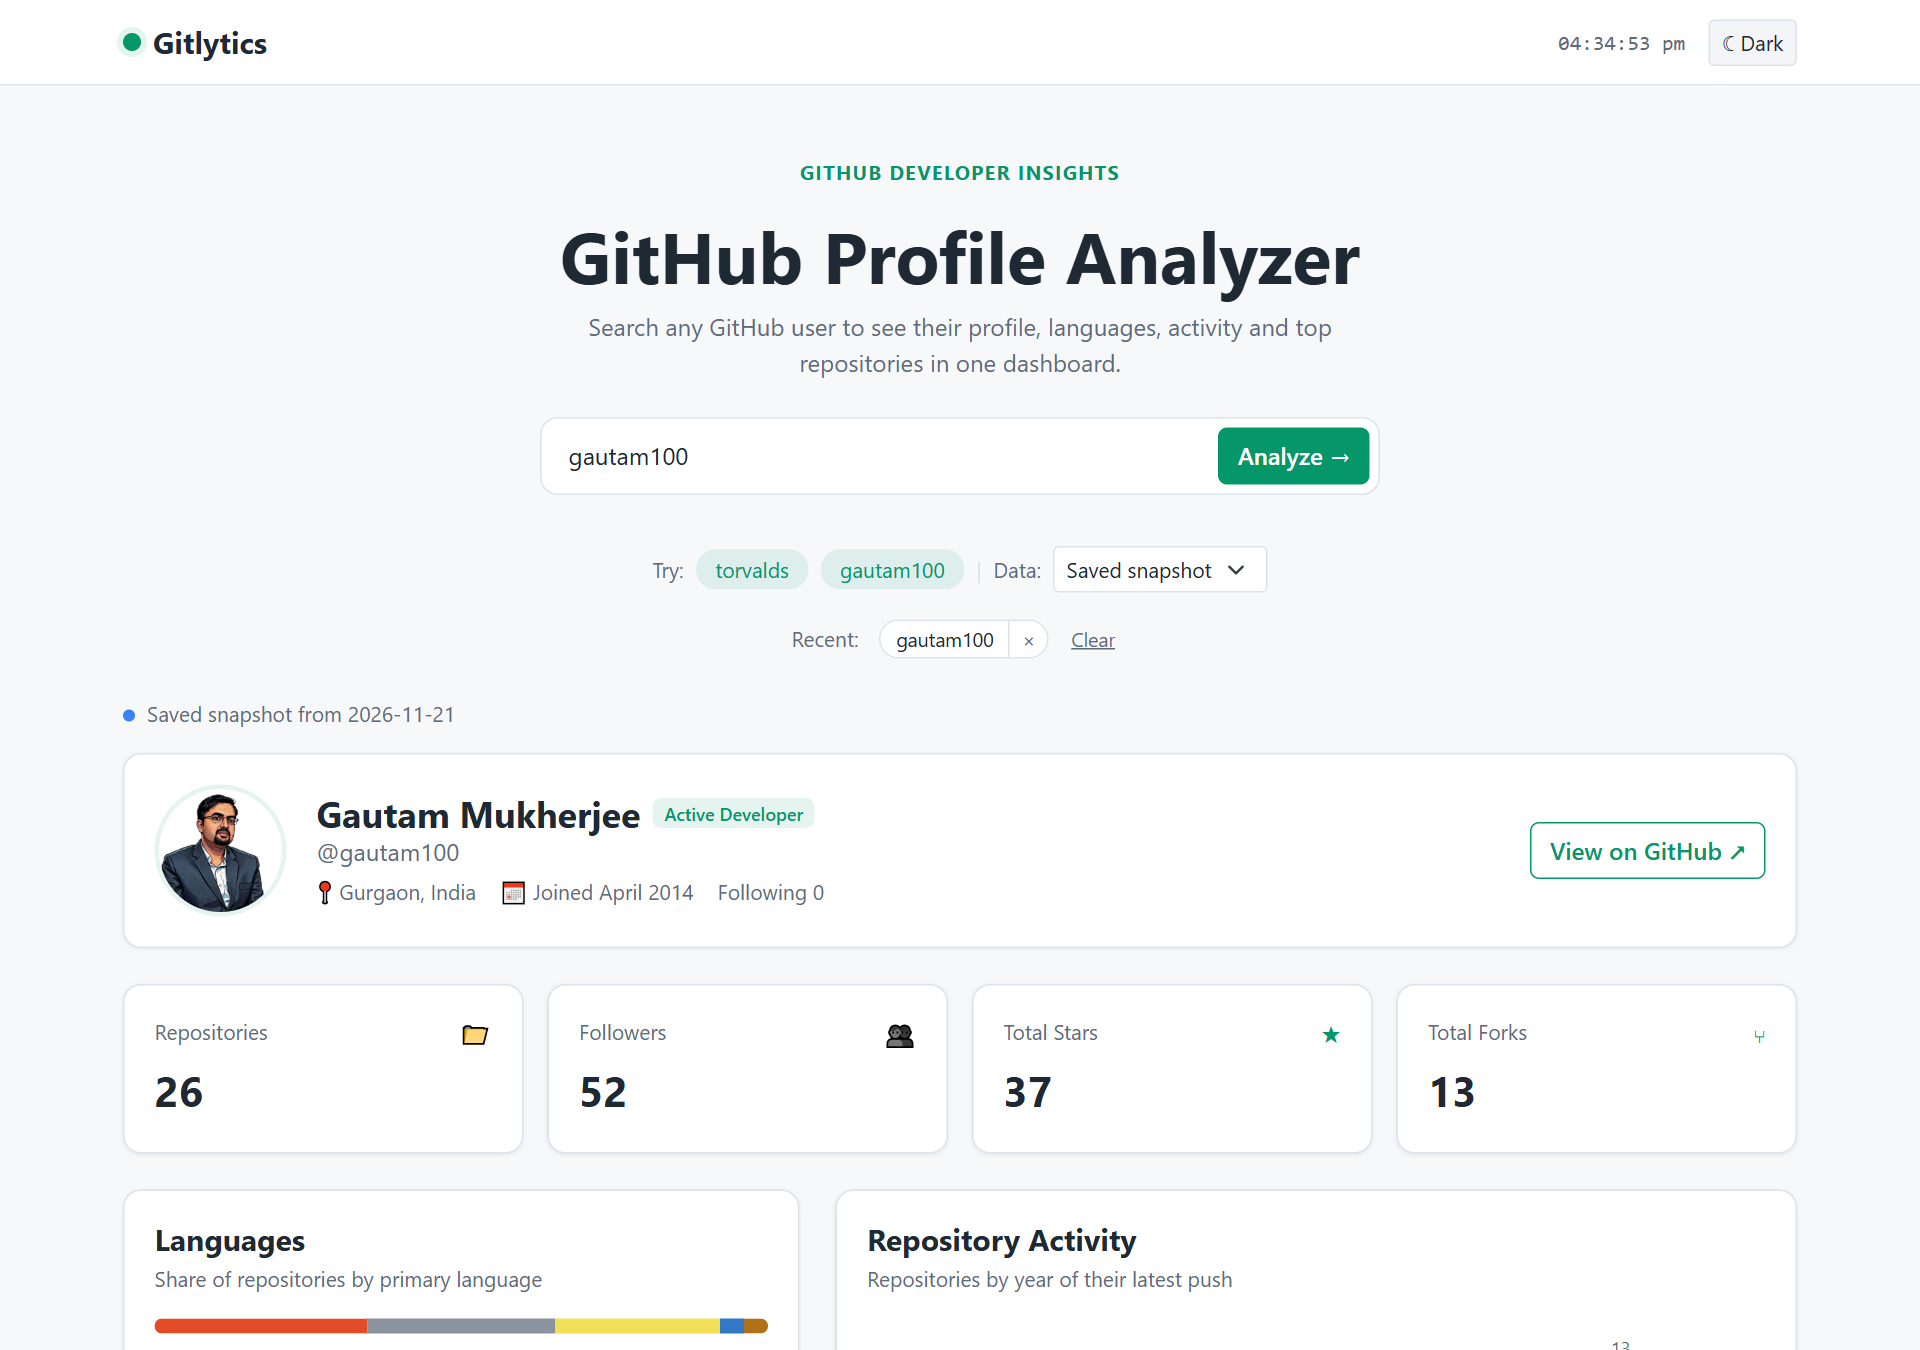 Gitlytics
04:34:53 pm
☾ Dark
GITHUB DEVELOPER INSIGHTS
GitHub Profile Analyzer
Search any GitHub user to see their profile, languages, activity and top
repositories in one dashboard.
gautam100
Analyze →
Try: torvalds gautam100 | Data: Saved snapshot
Recent: gautam100 × Clear
Saved snapshot from 2026-11-21
Gautam Mukherjee Active Developer
@gautam100
Gurgaon, India Joined April 2014 Following 0
View on GitHub ↗
Repositories
26
Followers
52
Total Stars
37
Total Forks
13
Languages
Share of repositories by primary language
Repository Activity
Repositories by year of their latest push
13